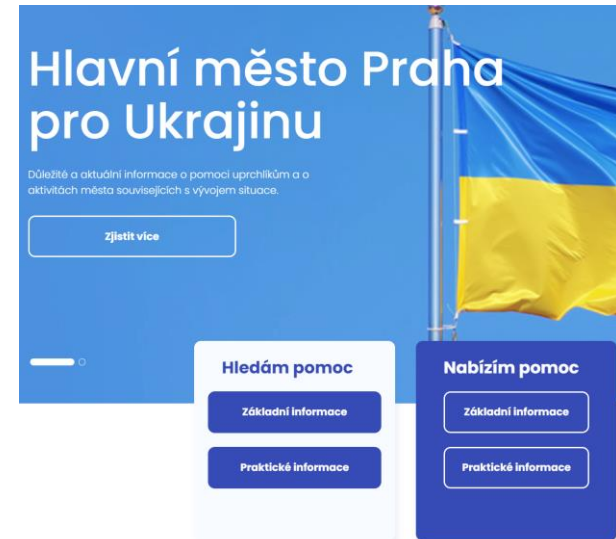 Hlavní město Praha
pro Ukrajinu
Důležité a aktuální informace o pomoci uprchlíkům a o
aktivitách města souvisejících s vývojem situace.
Zjistit více
Hledám pomoc
Základní informace
Praktické informace
Nabízím pomoc
Základní informace
Praktické informace